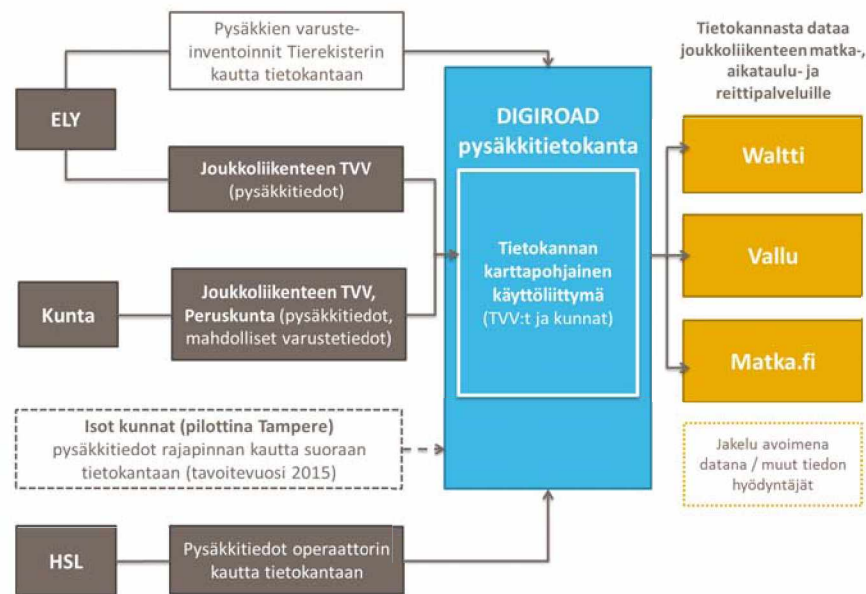 Pysäkkien varuste-
inventoinnit Tierekisterin
kautta tietokantaan
ELY
Joukkoliikenteen TVV
(pysäkkitiedot)
Kunta
Joukkoliikenteen TVV,
Peruskunta (pysäkkitiedot,
mahdolliset varustetiedot)
Isot kunnat (pilottina Tampere)
pysäkkitiedot rajapinnan kautta suoraan
tietokantaan (tavoitevuosi 2015)
HSL
Pysäkkitiedot operaattorin
kautta tietokantaan
DIGIROAD
pysäkkitietokanta
Tietokannan
karttapohjainen
käyttöliittymä
(TVV:t ja kunnat)
Tietokannasta dataa
joukkoliikenteen matka-,
aikataulu- ja
reittipalveluille
Waltti
Vallu
Matka.fi
Jakelu avoimena
datana / muut tiedon
hyödyntäjät